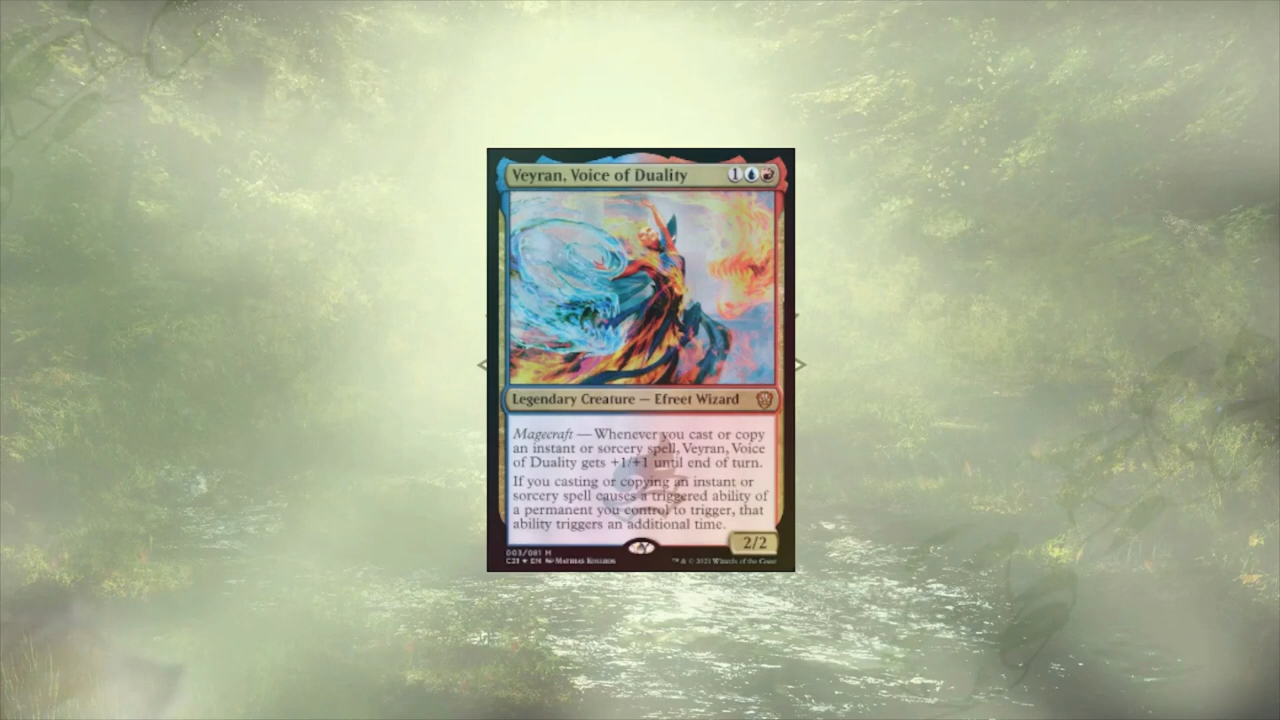 Veyran, Voice of Duality 1
Legendary Creature — Efreet Wizard
Magecraft — Whenever you cast or copy
an instant or sorcery spell, Veyran, Voice
of Duality gets +1/+1 until end of turn.
If you casting or copying an instant or
sorcery spell causes a triggered ability of
a permanent you control to trigger, that
ability triggers an additional time.
2/2
003/081 M
C21 ★ EN Mathias Kollros
™ & © 2021 Wizards of the Coast